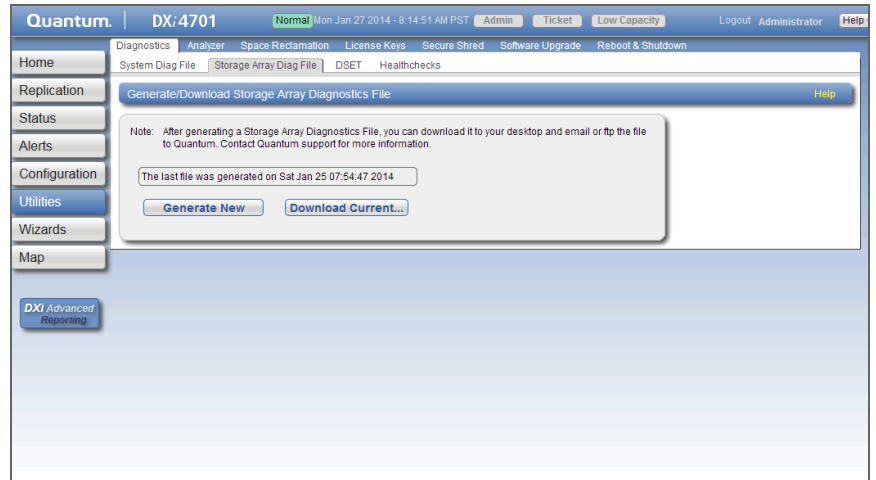 Quantum. DXi4701 Normal Mon Jan 27 2014 - 8:14:51 AM PST Admin Ticket Low Capacity Logout Administrator Help
Diagnostics Analyzer Space Reclamation License Keys Secure Shred Software Upgrade Reboot & Shutdown
System Diag File Storage Array Diag File DSET Healthchecks
Home
Replication
Status
Alerts
Configuration
Utilities
Wizards
Map
DXi Advanced
Reporting
Generate/Download Storage Array Diagnostics File Help
Note: After generating a Storage Array Diagnostics File, you can download it to your desktop and email or ftp the file
to Quantum. Contact Quantum support for more information.
The last file was generated on Sat Jan 25 07:54:47 2014
Generate New Download Current...